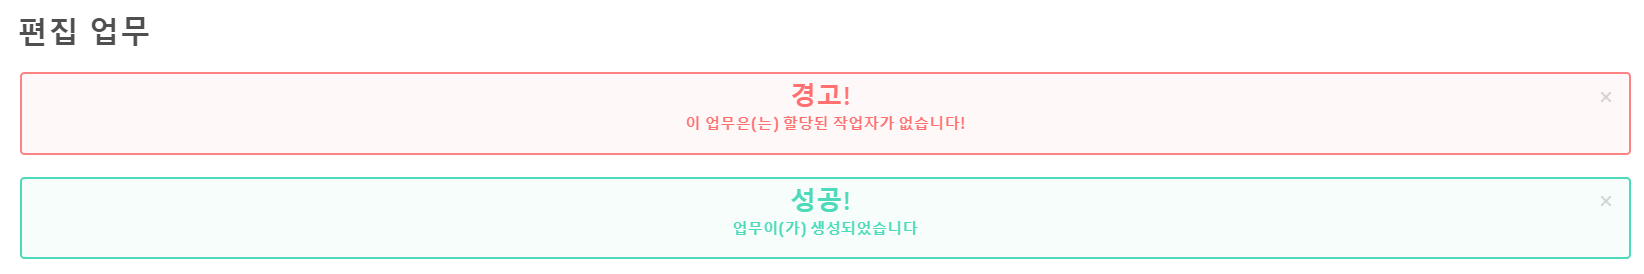 편집 업무
경고!
×
이 업무은(는) 할당된 작업자가 없습니다!
성공!
×
업무이(가) 생성되었습니다